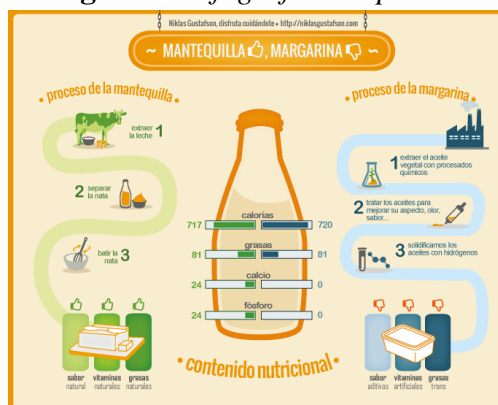 Niklas Gustafson, disfruta cuidándote • http://niklasgustafson.com
~ MANTEQUILLA, MARGARINA ~
• proceso de la mantequilla •
extraer la leche 1
2 separar la nata
batir la nata 3
sabor natural
vitaminas naturales
grasas naturales
calorías
717 720
grasas
81 81
calcio
24 0
fósforo
24 0
• contenido nutricional •
• proceso de la margarina •
1 extraer el aceite
vegetal con procesados
químicos
2 tratar los aceites para
mejorar su aspecto, olor,
sabor...
3 solidificamos los
aceites con hidrógenos
sabor aditivos
vitaminas artificiales
grasas trans